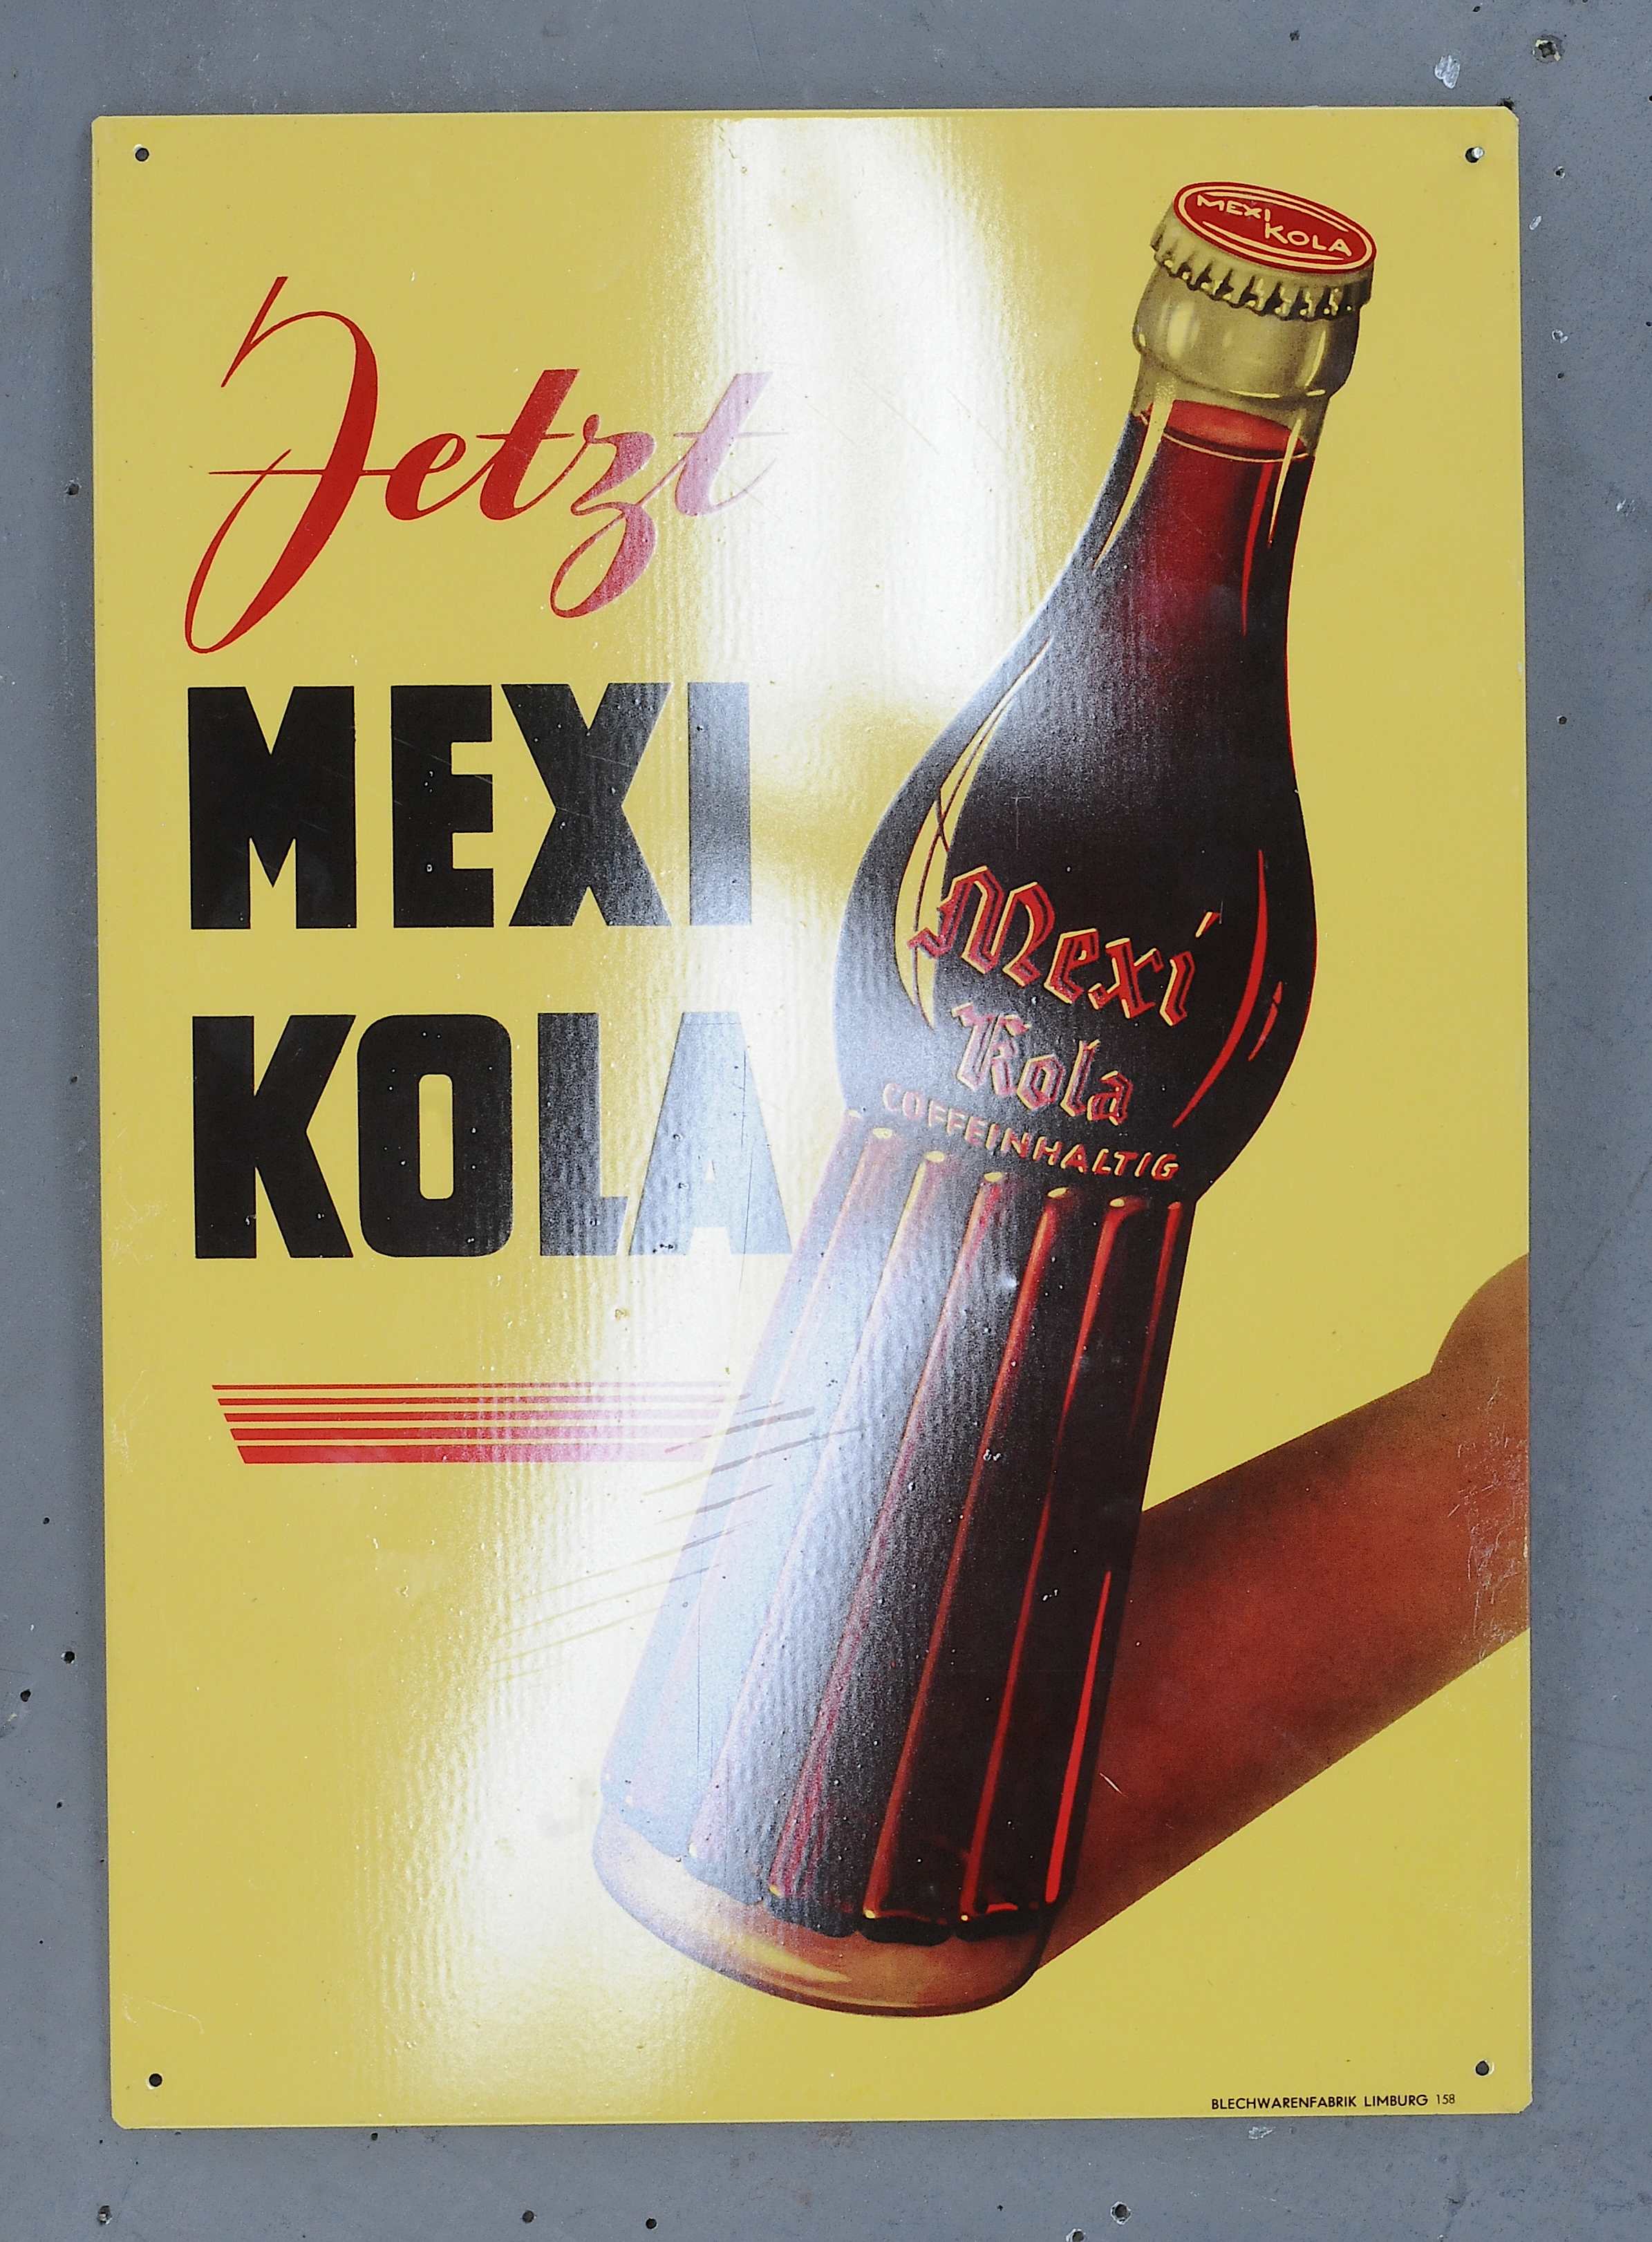 Jetzt
MEXI
KOLA
MEXI
KOLA
Mexi
Kola
COFFEINHALTIG
BLECHWARENFABRIK LIMBURG 158